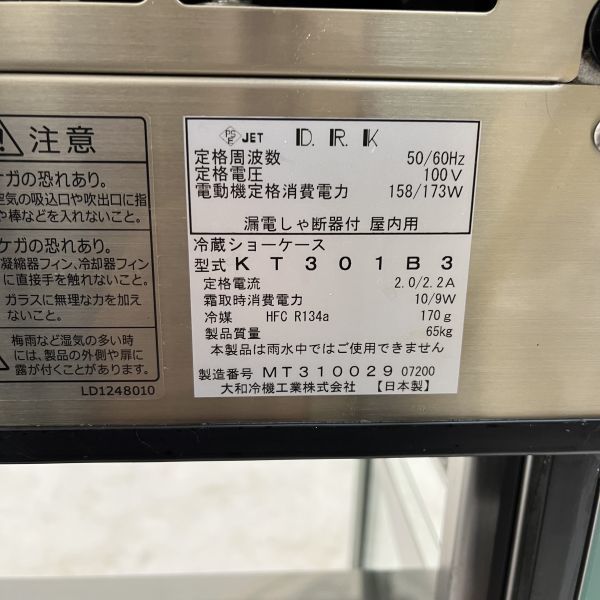 注意
ケガの恐れあり。
空気の吸込口や吹出口に指
や棒などを入れないこと。
ケガの恐れあり。
凝縮器フィン、冷却器フィン
に直接手を触れないこと。
ガラスに無理な力を加え
ないこと。
梅雨など湿気の多い時
には、製品の外側や扉に
露が付くことがあります。
LD1248010
PS E JET D.R.K
定格周波数 50/60Hz
定格電圧 100V
電動機定格消費電力 158/173W
漏電しゃ断器付 屋内用
冷蔵ショーケース
型式 KT301B3
定格電流 2.0/2.2A
霜取時消費電力 10/9W
冷媒 HFC R134a 170g
製品質量 65kg
本製品は雨水中ではご使用できません
製造番号 MT310029 07200
大和冷機工業株式会社 【日本製】